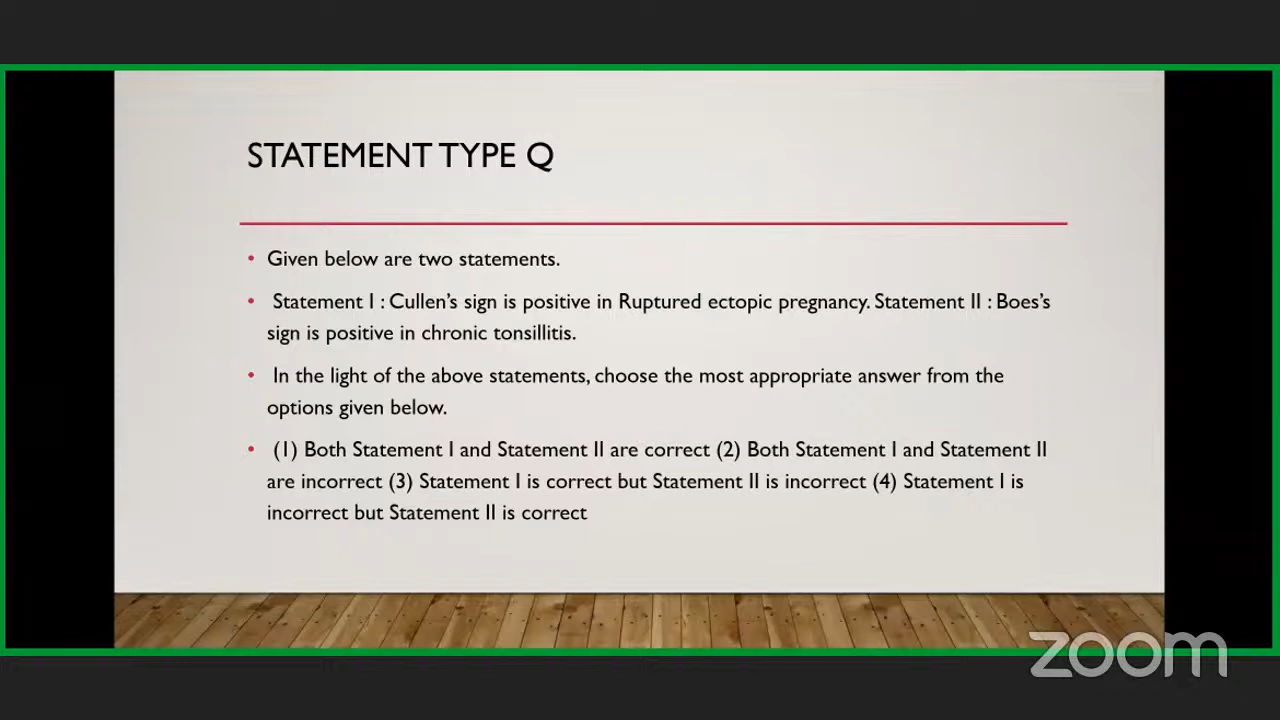 STATEMENT TYPE Q
• Given below are two statements.
• Statement I : Cullen's sign is positive in Ruptured ectopic pregnancy. Statement II : Boes's
sign is positive in chronic tonsillitis.
• In the light of the above statements, choose the most appropriate answer from the
options given below.
• (1) Both Statement I and Statement II are correct (2) Both Statement I and Statement II
are incorrect (3) Statement I is correct but Statement II is incorrect (4) Statement I is
incorrect but Statement II is correct
zoom